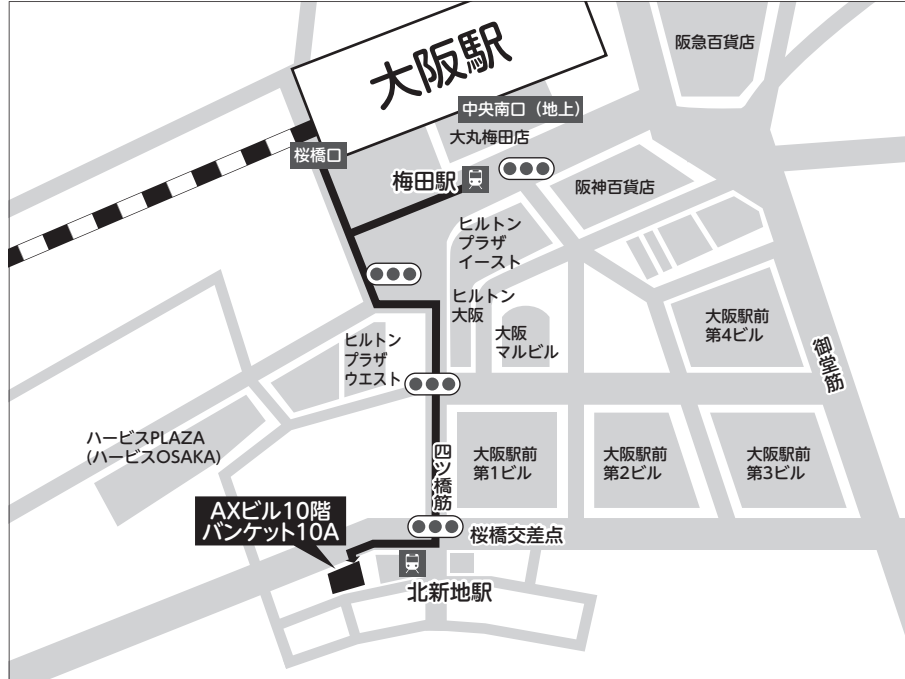 阪急百貨店
大阪駅
中央南口（地上）
大丸梅田店
桜橋口
梅田駅
阪神百貨店
ヒルトン
プラザ
イースト
ヒルトン
大阪
大阪
マルビル
大阪駅前
第4ビル
御堂筋
ヒルトン
プラザ
ウエスト
ハービスPLAZA
(ハービスOSAKA)
四ツ橋筋
大阪駅前
第1ビル
大阪駅前
第2ビル
大阪駅前
第3ビル
AXビル10階
バンケット10A
桜橋交差点
北新地駅